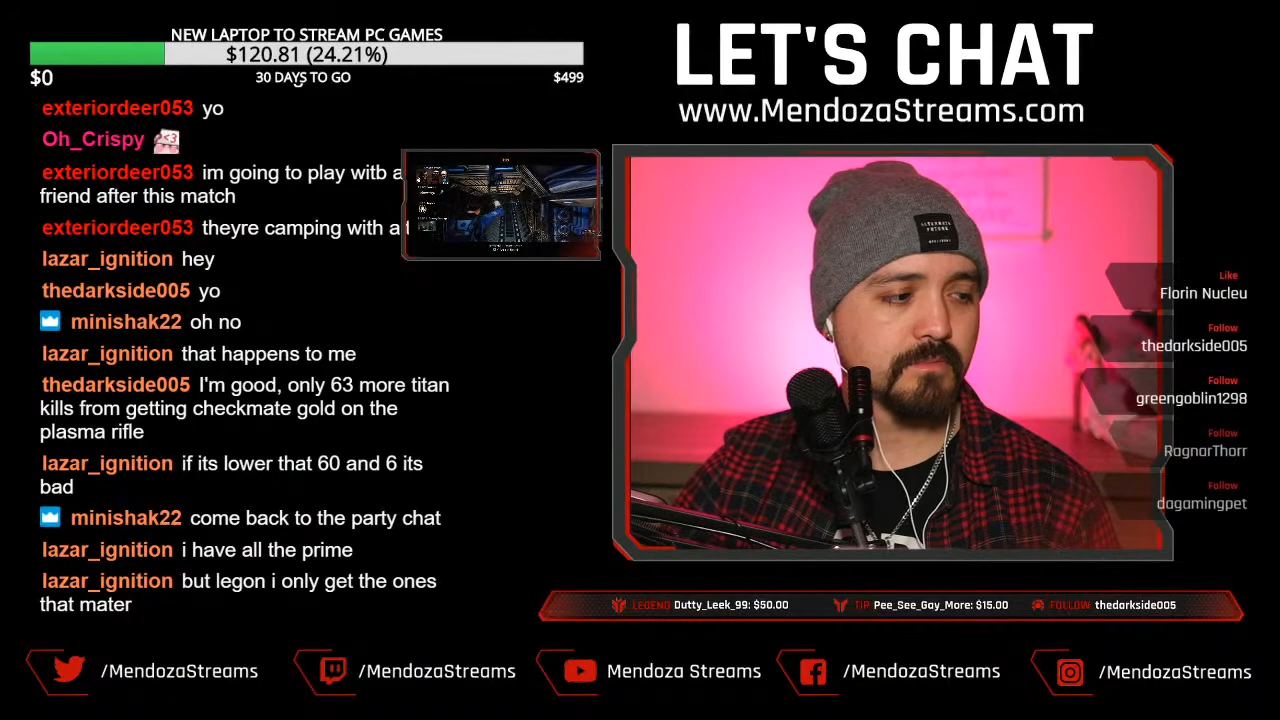 NEW LAPTOP TO STREAM PC GAMES
$120.81 (24.21%)
$0
30 DAYS TO GO
$499
exteriordeer053 yo
Oh_Crispy <3
exteriordeer053 im going to play witb a
friend after this match
exteriordeer053 theyre camping with a t
lazar_ignition hey
thedarkside005 yo
minishak22 oh no
lazar_ignition that happens to me
thedarkside005 I'm good, only 63 more titan
kills from getting checkmate gold on the
plasma rifle
lazar_ignition if its lower that 60 and 6 its
bad
minishak22 come back to the party chat
lazar_ignition i have all the prime
lazar_ignition but legon i only get the ones
that mater
LET'S CHAT
www.MendozaStreams.com
ALTERNATE
FUTURE
Like
Florin Nucleu
Follow
thedarkside005
Follow
greengoblin1298
Follow
RagnarThorr
Follow
dagamingpet
LEGEND Dutty_Leek_99: $50.00
TIP Pee_See_Gay_More: $15.00
FOLLOW thedarkside005
/MendozaStreams
/MendozaStreams
Mendoza Streams
/MendozaStreams
/MendozaStreams